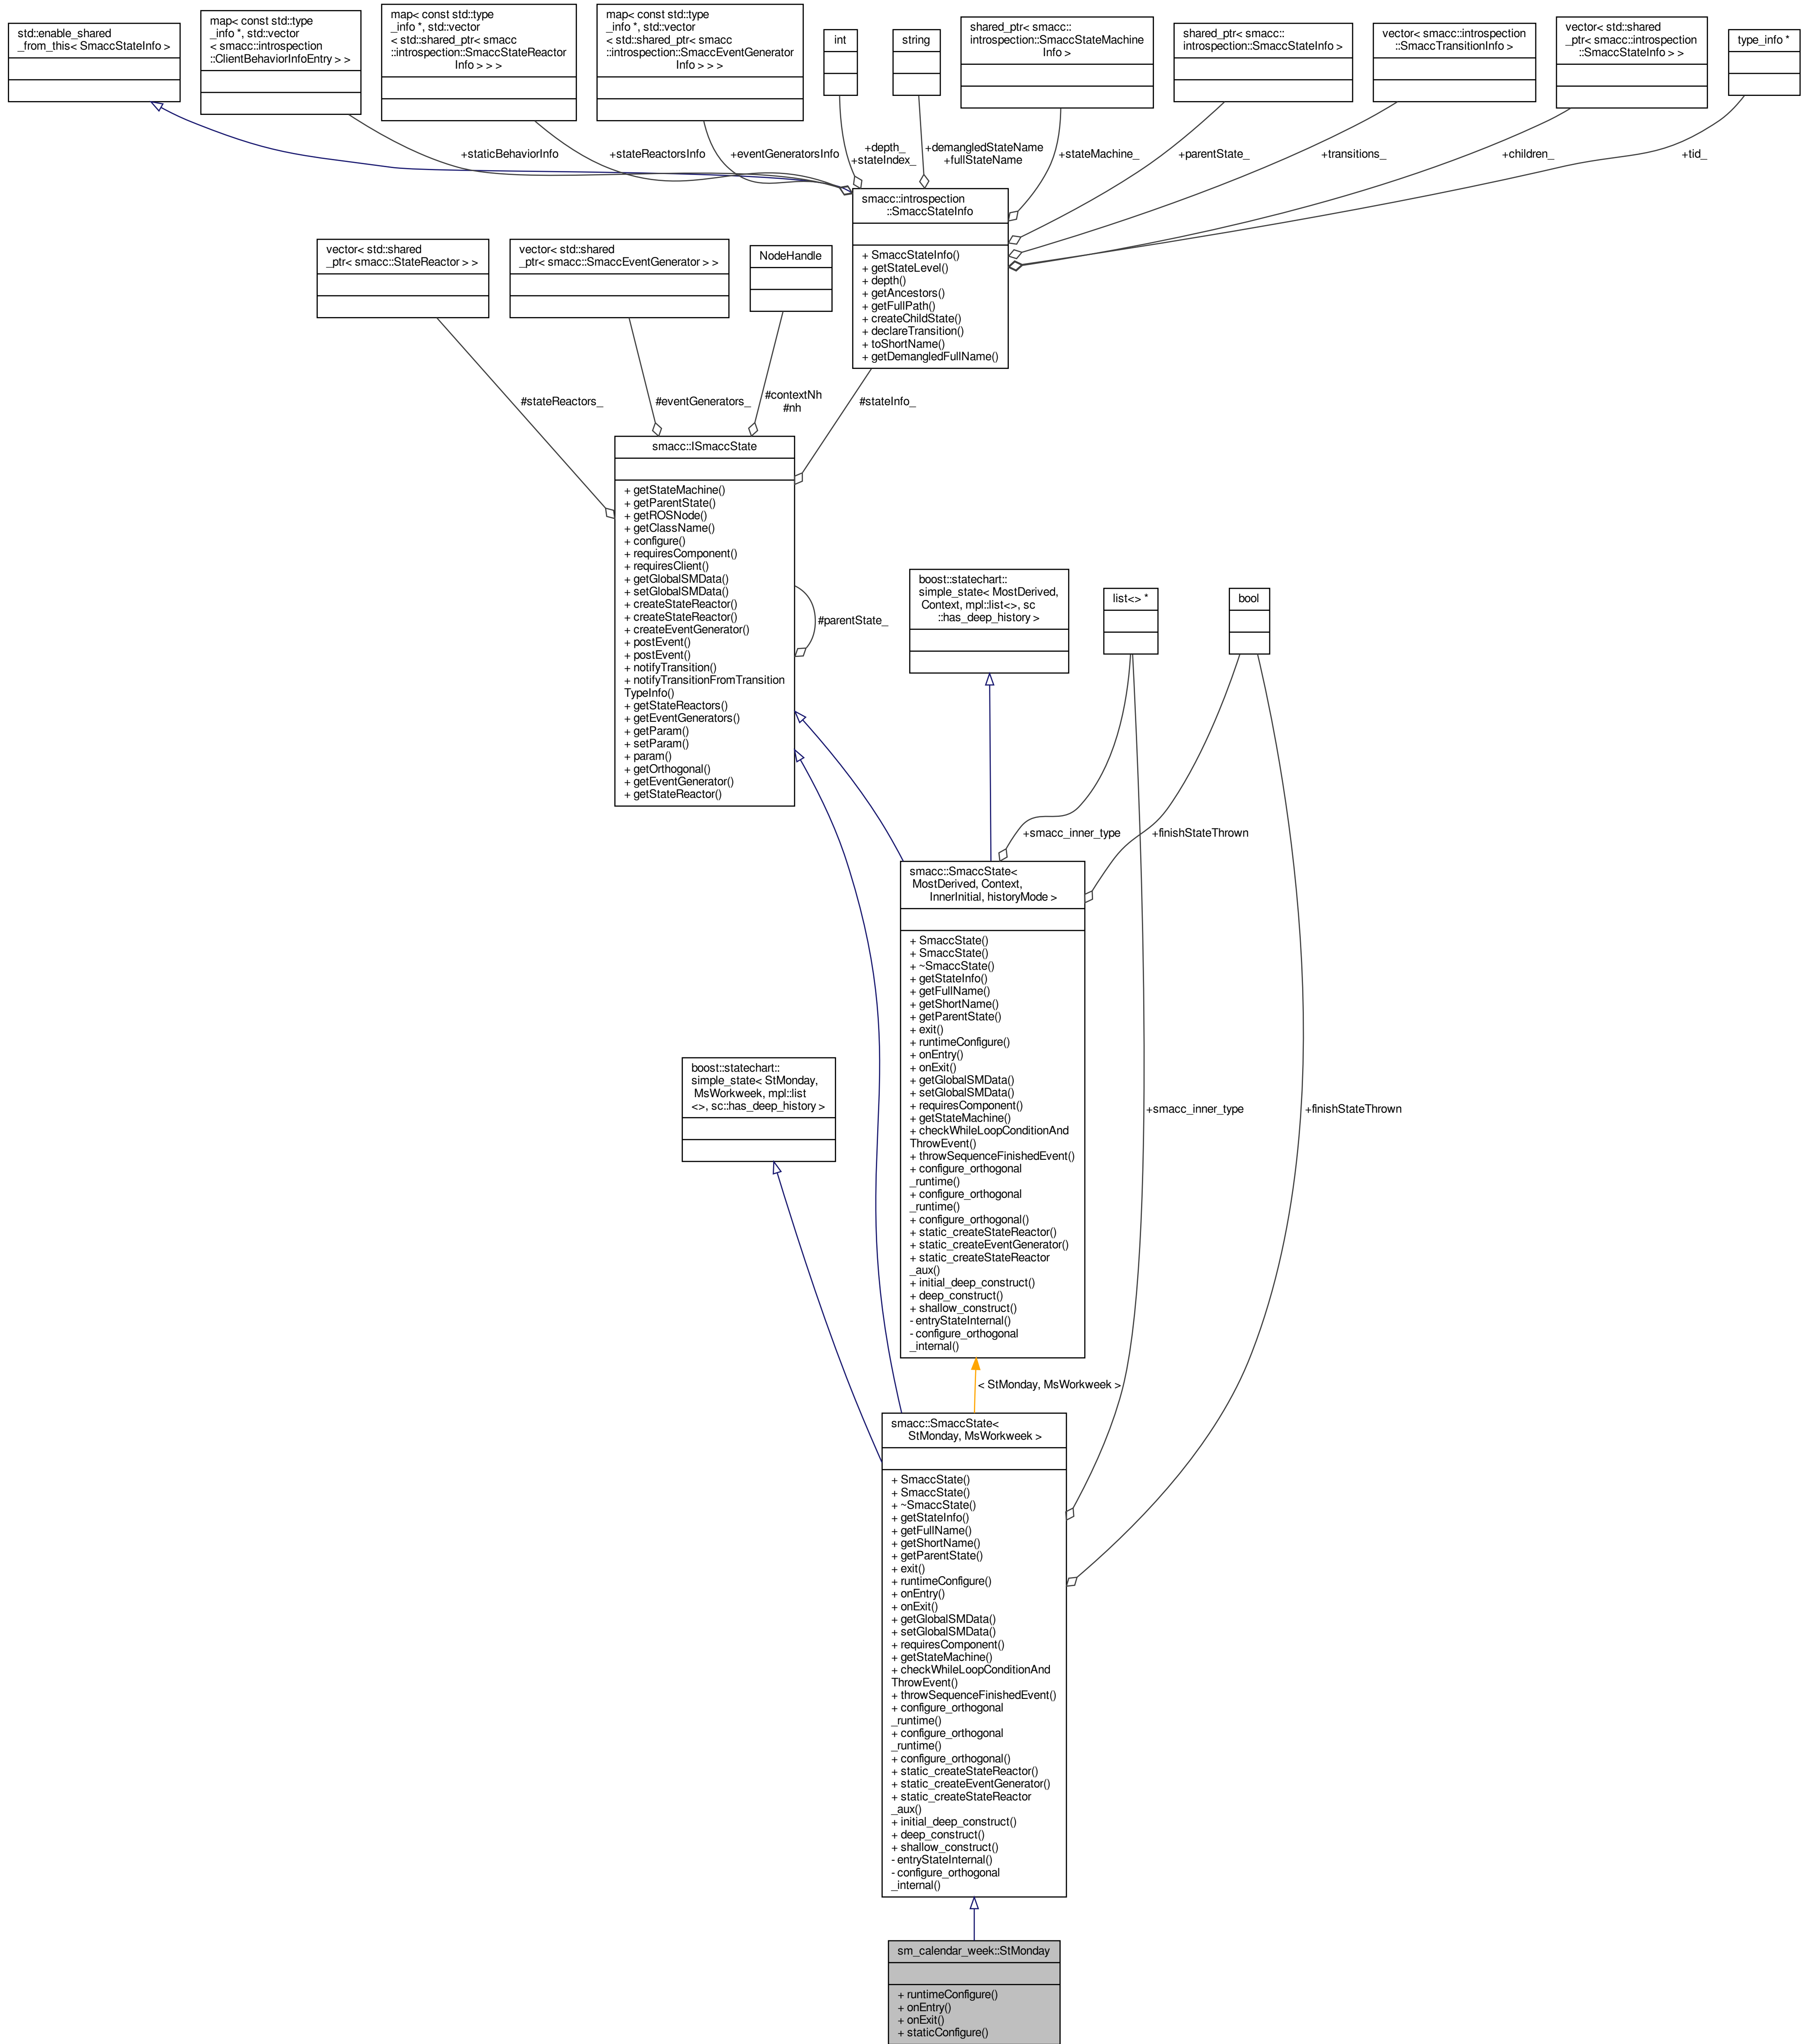 std::enable_shared
_from_this< SmaccStateInfo >
map< const std::type
_info *, std::vector
< smacc::introspection
::ClientBehaviorInfoEntry > >
map< const std::type
_info *, std::vector
< std::shared_ptr< smacc
::introspection::SmaccStateReactor
Info > > >
map< const std::type
_info *, std::vector
< std::shared_ptr< smacc
::introspection::SmaccEventGenerator
Info > > >
int
string
shared_ptr< smacc::
introspection::SmaccStateMachine
Info >
shared_ptr< smacc::
introspection::SmaccStateInfo >
vector< smacc::introspection
::SmaccTransitionInfo >
vector< std::shared
_ptr< smacc::introspection
::SmaccStateInfo > >
type_info *
+staticBehaviorInfo
+stateReactorsInfo
+eventGeneratorsInfo
+depth_
+stateIndex_
+demangledStateName
+fullStateName
+stateMachine_
+parentState_
+transitions_
+children_
+tid_
smacc::introspection
::SmaccStateInfo
+ SmaccStateInfo()
+ getStateLevel()
+ depth()
+ getAncestors()
+ getFullPath()
+ createChildState()
+ declareTransition()
+ toShortName()
+ getDemangledFullName()
vector< std::shared
_ptr< smacc::StateReactor > >
vector< std::shared
_ptr< smacc::SmaccEventGenerator > >
NodeHandle
#stateReactors_
#eventGenerators_
#contextNh
#nh
#stateInfo_
smacc::ISmaccState
+ getStateMachine()
+ getParentState()
+ getROSNode()
+ getClassName()
+ configure()
+ requiresComponent()
+ requiresClient()
+ getGlobalSMData()
+ setGlobalSMData()
+ createStateReactor()
+ createStateReactor()
+ createEventGenerator()
+ postEvent()
+ postEvent()
+ notifyTransition()
+ notifyTransitionFromTransition
TypeInfo()
+ getStateReactors()
+ getEventGenerators()
+ getParam()
+ setParam()
+ param()
+ getOrthogonal()
+ getEventGenerator()
+ getStateReactor()
#parentState_
boost::statechart::
simple_state< MostDerived,
Context, mpl::list<>, sc
::has_deep_history >
list<> *
bool
+smacc_inner_type
+finishStateThrown
smacc::SmaccState<
MostDerived, Context,
InnerInitial, historyMode >
+ SmaccState()
+ SmaccState()
+ ~SmaccState()
+ getStateInfo()
+ getFullName()
+ getShortName()
+ getParentState()
+ exit()
+ runtimeConfigure()
+ onEntry()
+ onExit()
+ getGlobalSMData()
+ setGlobalSMData()
+ requiresComponent()
+ getStateMachine()
+ checkWhileLoopConditionAnd
ThrowEvent()
+ throwSequenceFinishedEvent()
+ configure_orthogonal
_runtime()
+ configure_orthogonal
_runtime()
+ configure_orthogonal()
+ static_createStateReactor()
+ static_createEventGenerator()
+ static_createStateReactor
_aux()
+ initial_deep_construct()
+ deep_construct()
+ shallow_construct()
- entryStateInternal()
- configure_orthogonal
_internal()
boost::statechart::
simple_state< StMonday,
MsWorkweek, mpl::list
<>, sc::has_deep_history >
+smacc_inner_type
+finishStateThrown
< StMonday, MsWorkweek >
smacc::SmaccState<
StMonday, MsWorkweek >
+ SmaccState()
+ SmaccState()
+ ~SmaccState()
+ getStateInfo()
+ getFullName()
+ getShortName()
+ getParentState()
+ exit()
+ runtimeConfigure()
+ onEntry()
+ onExit()
+ getGlobalSMData()
+ setGlobalSMData()
+ requiresComponent()
+ getStateMachine()
+ checkWhileLoopConditionAnd
ThrowEvent()
+ throwSequenceFinishedEvent()
+ configure_orthogonal
_runtime()
+ configure_orthogonal
_runtime()
+ configure_orthogonal()
+ static_createStateReactor()
+ static_createEventGenerator()
+ static_createStateReactor
_aux()
+ initial_deep_construct()
+ deep_construct()
+ shallow_construct()
- entryStateInternal()
- configure_orthogonal
_internal()
sm_calendar_week::StMonday
+ runtimeConfigure()
+ onEntry()
+ onExit()
+ staticConfigure()